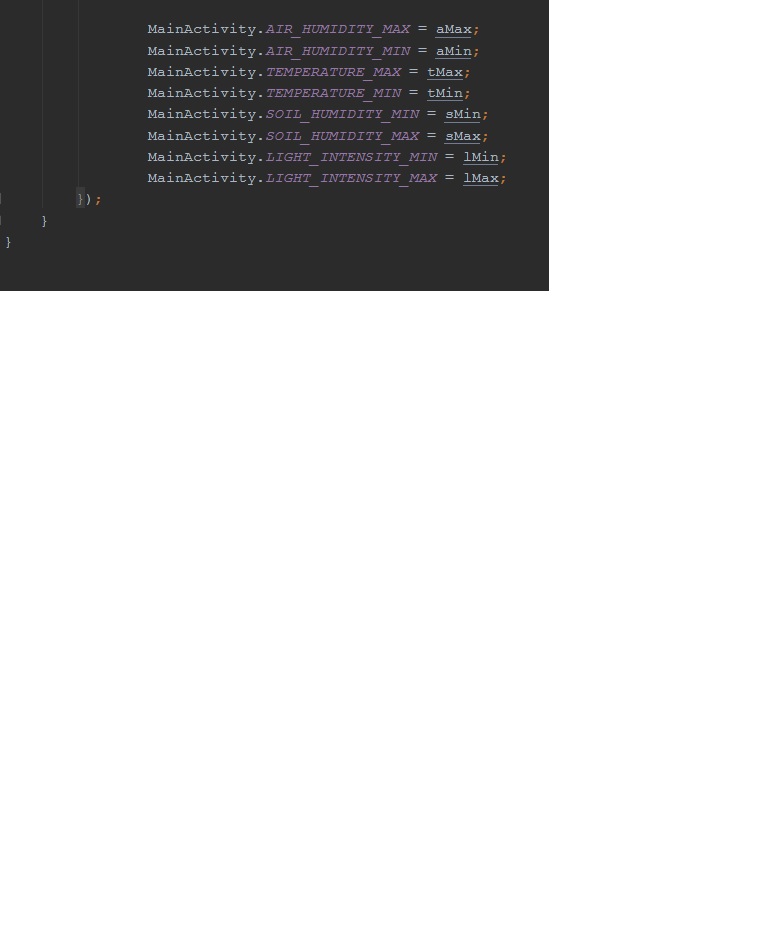 MainActivity.AIR_HUMIDITY_MAX = aMax;
MainActivity.AIR_HUMIDITY_MIN = aMin;
MainActivity.TEMPERATURE_MAX = tMax;
MainActivity.TEMPERATURE_MIN = tMin;
MainActivity.SOIL_HUMIDITY_MIN = sMin;
MainActivity.SOIL_HUMIDITY_MAX = sMax;
MainActivity.LIGHT_INTENSITY_MIN = lMin;
MainActivity.LIGHT_INTENSITY_MAX = lMax;
});
}
}